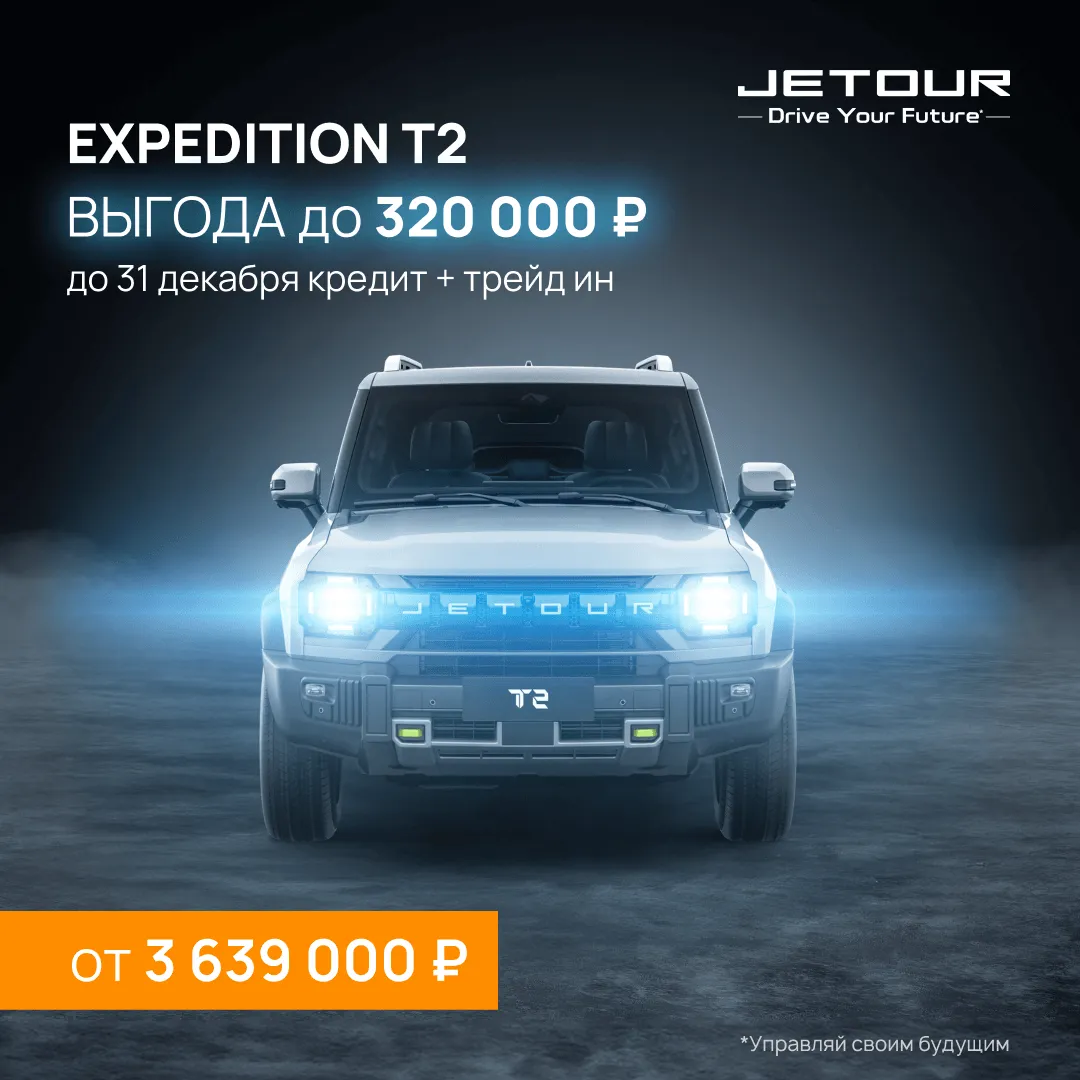 JETOUR
Drive Your Future*
EXPEDITION T2
ВЫГОДА до 320 000 ₽
до 31 декабря кредит + трейд ин
JETOUR
T2
от 3 639 000 ₽
*Управляй своим будущим